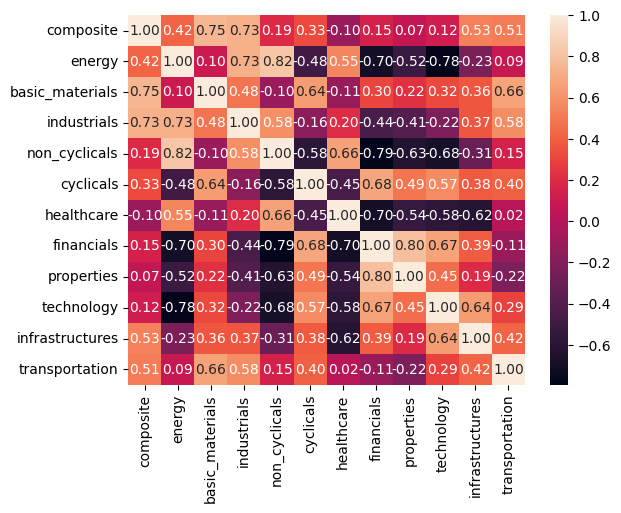 composite 1.00 0.42 0.75 0.73 0.19 0.33 -0.10 0.15 0.07 0.12 0.53 0.51
energy 0.42 1.00 0.10 0.73 0.82 -0.48 0.55 -0.70 -0.52 -0.78 -0.23 0.09
basic_materials 0.75 0.10 1.00 0.48 -0.10 0.64 -0.11 0.30 0.22 0.32 0.36 0.66
industrials 0.73 0.73 0.48 1.00 0.58 -0.16 0.20 -0.44 -0.41 -0.22 0.37 0.58
non_cyclicals 0.19 0.82 -0.10 0.58 1.00 -0.58 0.66 -0.79 -0.63 -0.68 -0.31 0.15
cyclicals 0.33 -0.48 0.64 -0.16 -0.58 1.00 -0.45 0.68 0.49 0.57 0.38 0.40
healthcare -0.10 0.55 -0.11 0.20 0.66 -0.45 1.00 -0.70 -0.54 -0.58 -0.62 0.02
financials 0.15 -0.70 0.30 -0.44 -0.79 0.68 -0.70 1.00 0.80 0.67 0.39 -0.11
properties 0.07 -0.52 0.22 -0.41 -0.63 0.49 -0.54 0.80 1.00 0.45 0.19 -0.22
technology 0.12 -0.78 0.32 -0.22 -0.68 0.57 -0.58 0.67 0.45 1.00 0.64 0.29
infrastructures 0.53 -0.23 0.36 0.37 -0.31 0.38 -0.62 0.39 0.19 0.64 1.00 0.42
transportation 0.51 0.09 0.66 0.58 0.15 0.40 0.02 -0.11 -0.22 0.29 0.42 1.00
composite
energy
basic_materials
industrials
non_cyclicals
cyclicals
healthcare
financials
properties
technology
infrastructures
transportation
1.0
0.8
0.6
0.4
0.2
0.0
−0.2
−0.4
−0.6